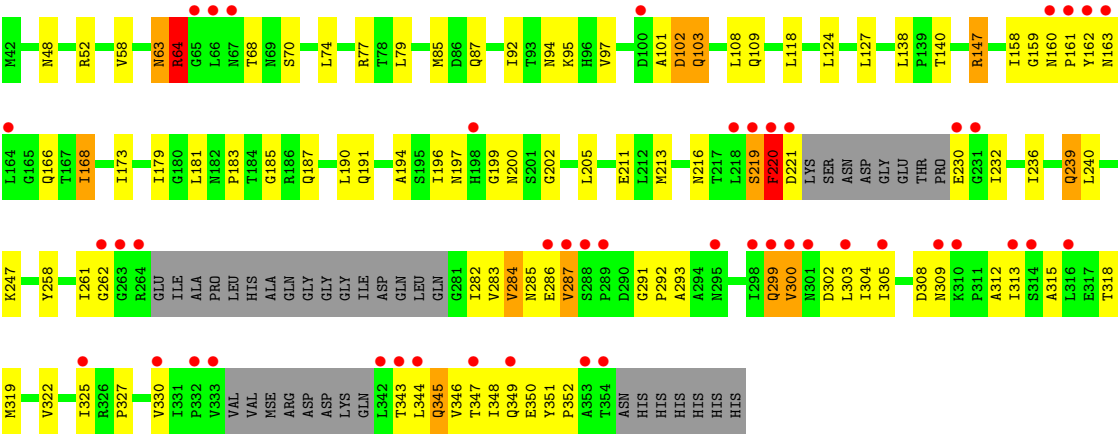 M42 N48 R52 V58 N63 R64 G65 L66 N67 T68 N69 S70 L74 R77 T78 L79 M85 D86 Q87 I92 T93 N94 K95 H96 V97 D100 A101 D102 Q103 L108 Q109 L118 L124 L127 L138 P139 T140 R147 I158 G159 N160 P161 Y162 N163
L164 G165 Q166 T167 I168 I173 I179 G180 L181 N182 P183 T184 G185 R186 Q187 L190 Q191 A194 S195 I196 N197 H198 G199 N200 S201 G202 L205 E211 L212 M213 N216 T217 L218 S219 F220 D221 LYS SER ASN ASP GLY GLU THR PRO E230 G231 I232 I236 Q239 L240
K247 Y258 I261 G262 G263 R264 GLU ILE ALA PRO LEU HIS ALA GLN GLY GLY GLY ILE ASP GLN LEU GLN G281 I282 V283 V284 N285 E286 V287 S288 P289 D290 G291 P292 A293 A294 N295 I298 Q299 V300 N301 D302 L303 I304 I305 D308 N309 K310 P311 A312 I313 S314 A315 L316 E317 T318
M319 V322 I325 R326 P327 V330 I331 P332 V333 VAL VAL MSE ARG ASP ASP LYS GLN L342 T343 L344 Q345 V346 T347 I348 Q349 E350 Y351 P352 A353 T354 ASN HIS HIS HIS HIS HIS HIS